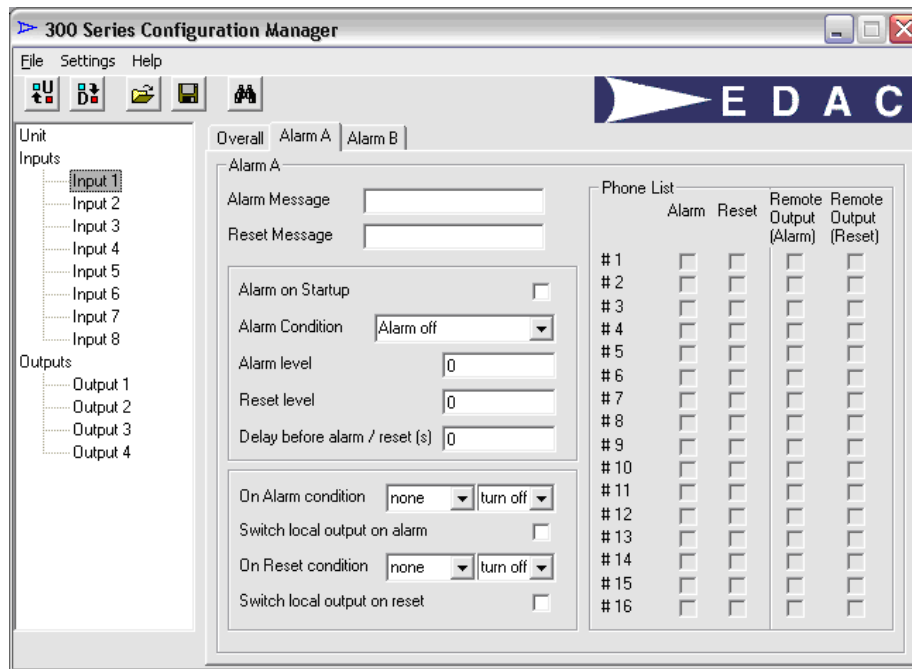 300 Series Configuration Manager
File Settings Help
U
D
EDAC
Unit
Inputs
Input 1
Input 2
Input 3
Input 4
Input 5
Input 6
Input 7
Input 8
Outputs
Output 1
Output 2
Output 3
Output 4
Overall Alarm A Alarm B
Alarm A
Alarm Message
Reset Message
Alarm on Startup
Alarm Condition Alarm off
Alarm level 0
Reset level 0
Delay before alarm / reset (s) 0
On Alarm condition none turn off
Switch local output on alarm
On Reset condition none turn off
Switch local output on reset
Phone List
Alarm Reset Remote Output (Alarm) Remote Output (Reset)
# 1
# 2
# 3
# 4
# 5
# 6
# 7
# 8
# 9
# 10
# 11
# 12
# 13
# 14
# 15
# 16